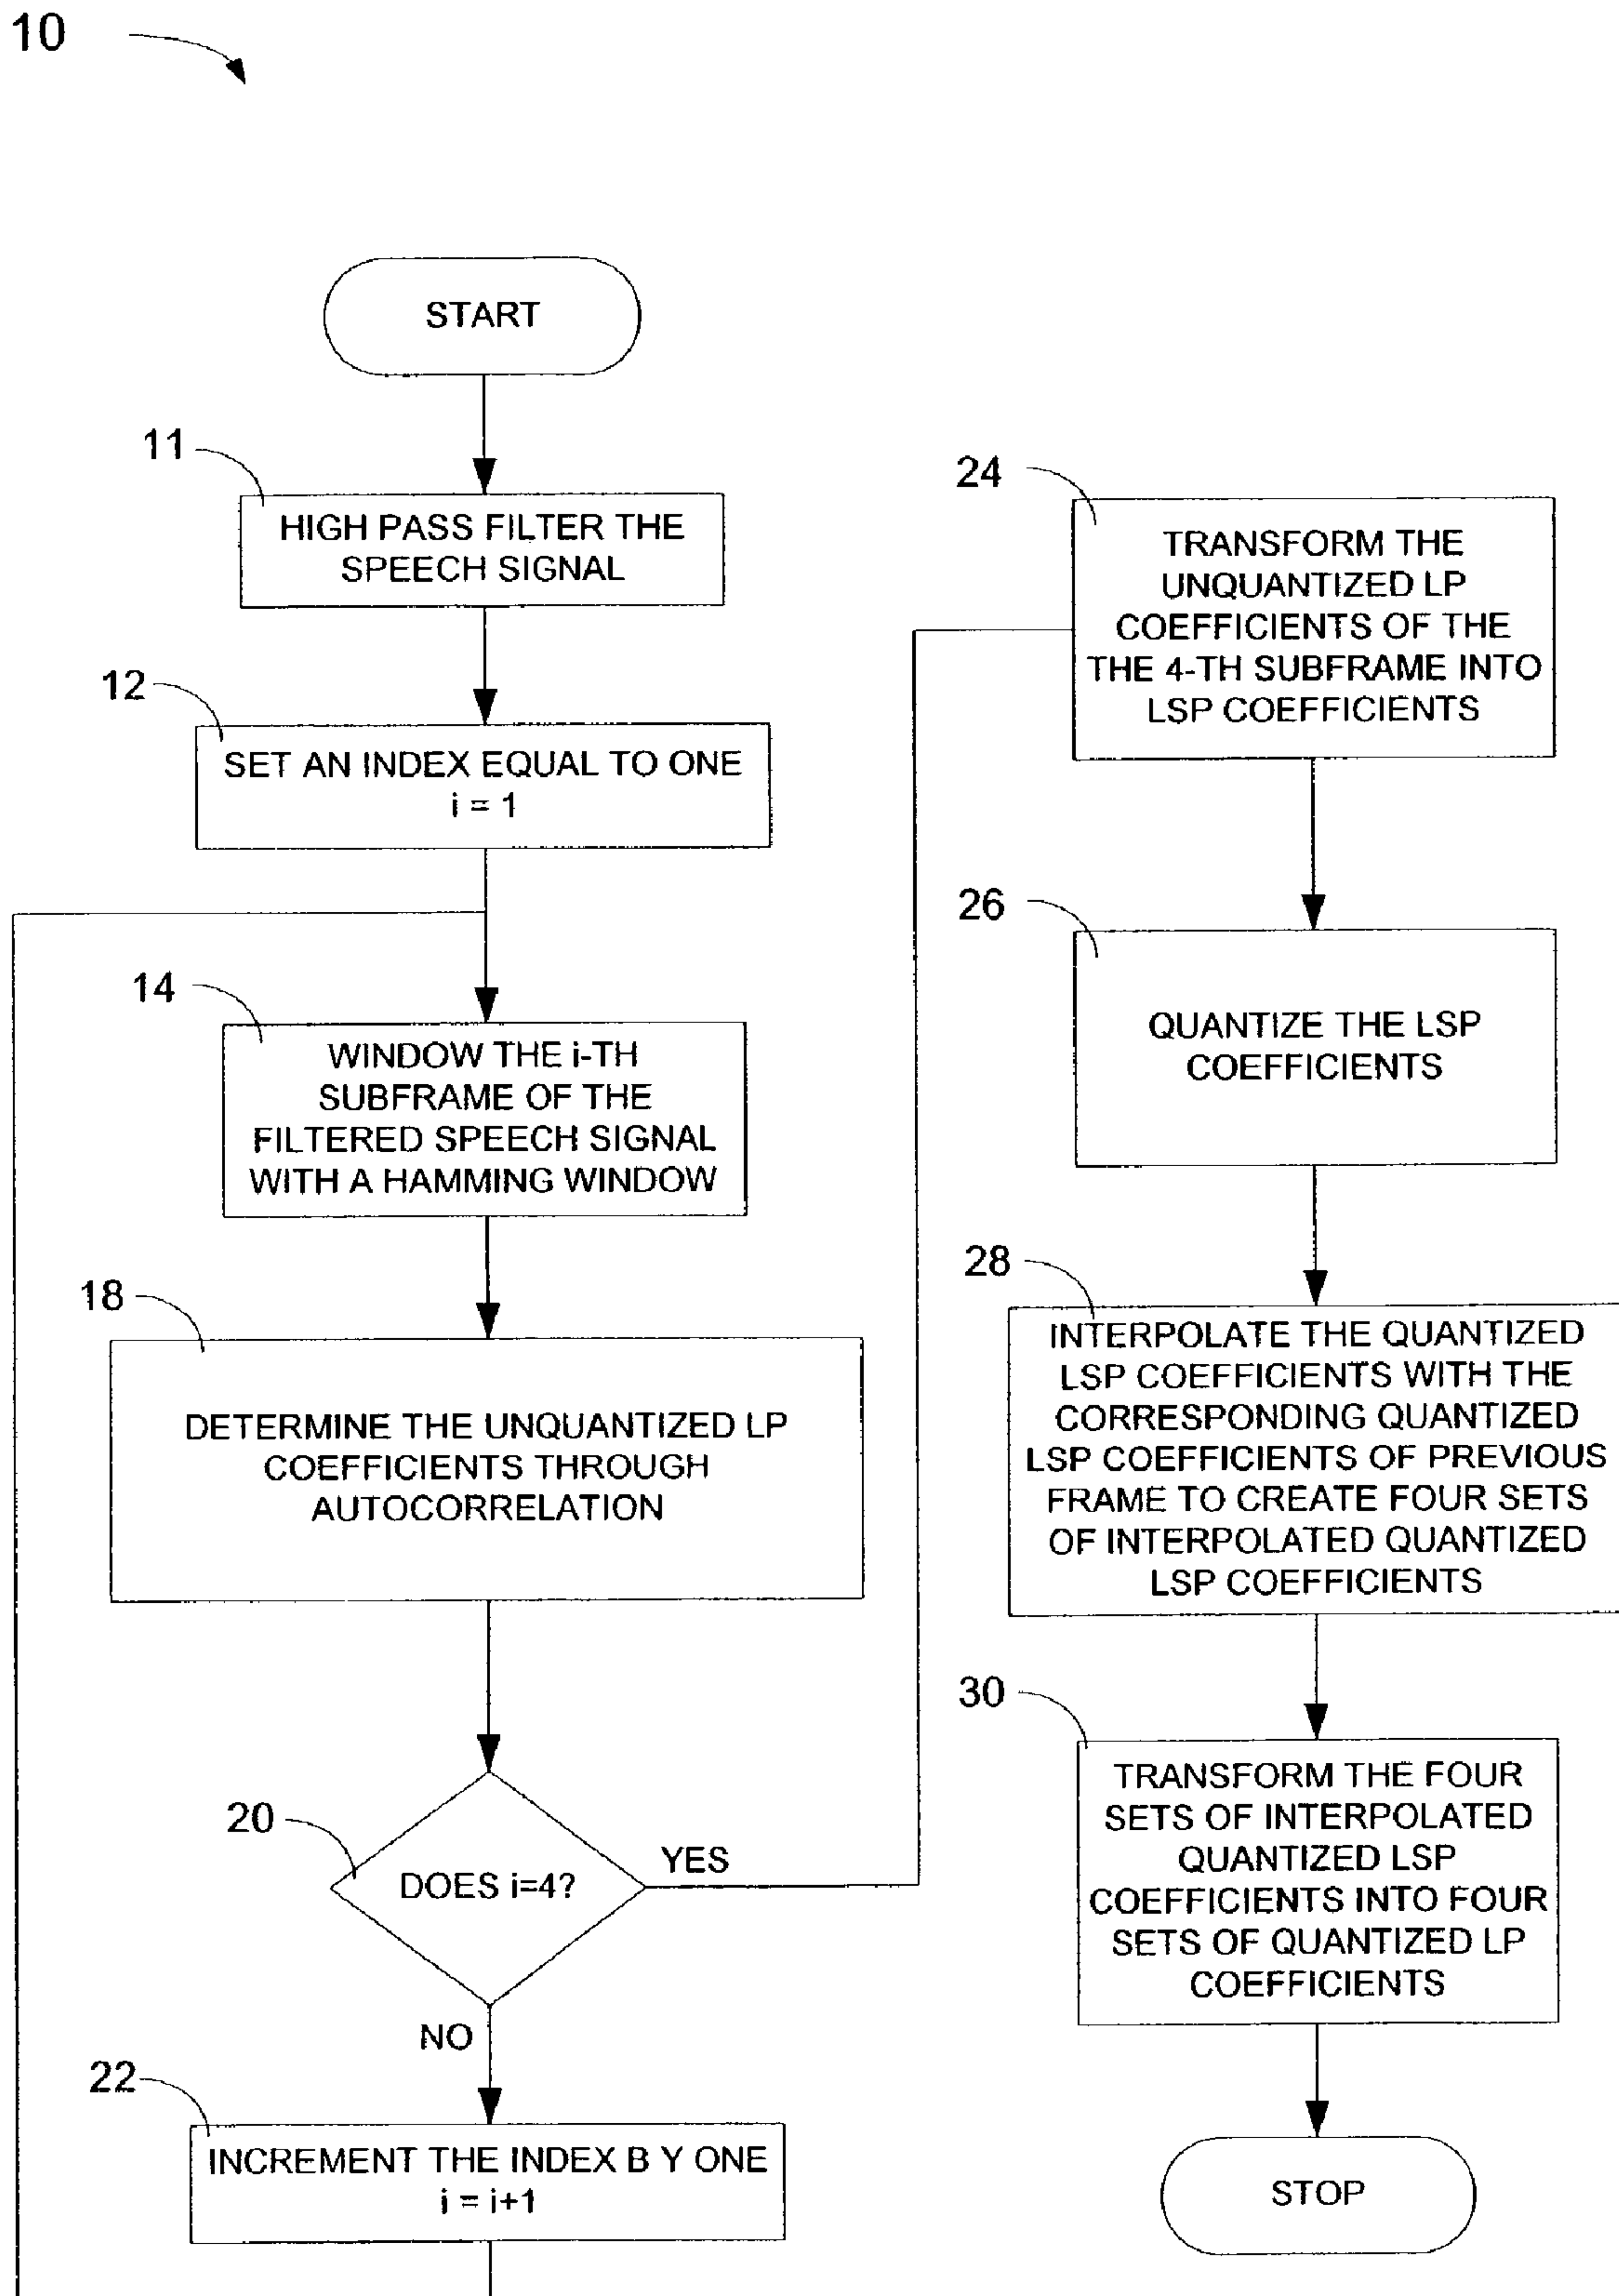 10
START
11
HIGH PASS FILTER THE
SPEECH SIGNAL
12
SET AN INDEX EQUAL TO ONE
i = 1
14
WINDOW THE i-TH
SUBFRAME OF THE
FILTERED SPEECH SIGNAL
WITH A HAMMING WINDOW
18
DETERMINE THE UNQUANTIZED LP
COEFFICIENTS THROUGH
AUTOCORRELATION
20
DOES i=4?
YES
NO
22
INCREMENT THE INDEX B Y ONE
i = i+1
24
TRANSFORM THE
UNQUANTIZED LP
COEFFICIENTS OF THE
THE 4-TH SUBFRAME INTO
LSP COEFFICIENTS
26
QUANTIZE THE LSP
COEFFICIENTS
28
INTERPOLATE THE QUANTIZED
LSP COEFFICIENTS WITH THE
CORRESPONDING QUANTIZED
LSP COEFFICIENTS OF PREVIOUS
FRAME TO CREATE FOUR SETS
OF INTERPOLATED QUANTIZED
LSP COEFFICIENTS
30
TRANSFORM THE FOUR
SETS OF INTERPOLATED
QUANTIZED LSP
COEFFICIENTS INTO FOUR
SETS OF QUANTIZED LP
COEFFICIENTS
STOP